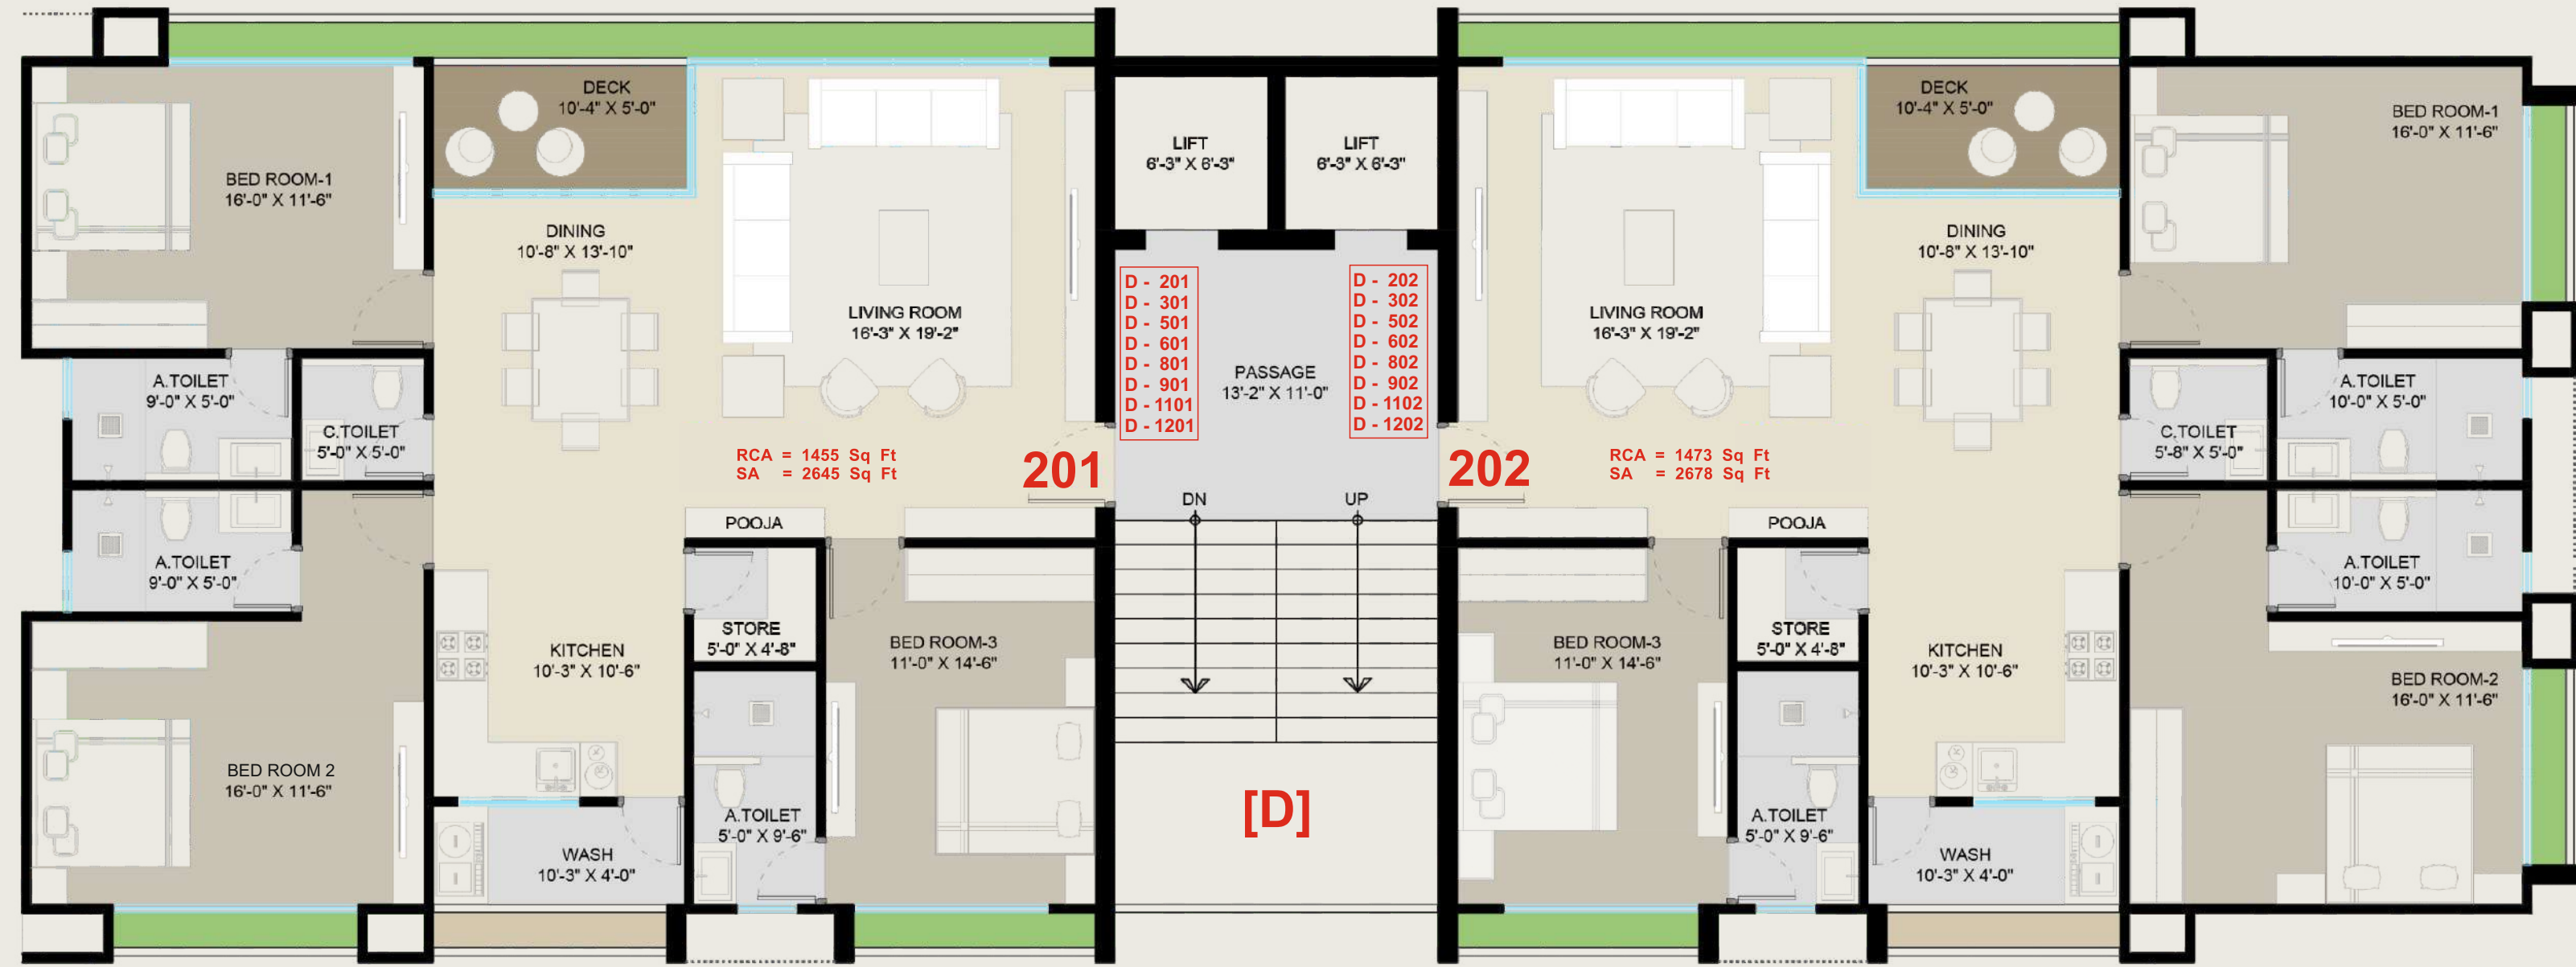 DECK
10'-4" X 5'-0"
BED ROOM-1
16'-0" X 11'-6"
DINING
10'-8" X 13'-10"
LIVING ROOM
16'-3" X 19'-2"
A.TOILET
9'-0" X 5'-0"
C.TOILET
5'-0" X 5'-0"
A.TOILET
9'-0" X 5'-0"
RCA = 1455 Sq Ft
SA = 2645 Sq Ft
201
POOJA
STORE
5'-0" X 4'-8"
KITCHEN
10'-3" X 10'-6"
BED ROOM-3
11'-0" X 14'-6"
BED ROOM 2
16'-0" X 11'-6"
A.TOILET
5'-0" X 9'-6"
WASH
10'-3" X 4'-0"
LIFT
6'-3" X 6'-3"
LIFT
6'-3" X 6'-3"
D - 201
D - 301
D - 501
D - 601
D - 801
D - 901
D - 1101
D - 1201
PASSAGE
13'-2" X 11'-0"
D - 202
D - 302
D - 502
D - 602
D - 802
D - 902
D - 1102
D - 1202
DN
UP
[D]
DECK
10'-4" X 5'-0"
BED ROOM-1
16'-0" X 11'-6"
DINING
10'-8" X 13'-10"
LIVING ROOM
16'-3" X 19'-2"
A.TOILET
10'-0" X 5'-0"
C.TOILET
5'-8" X 5'-0"
202
RCA = 1473 Sq Ft
SA = 2678 Sq Ft
POOJA
A.TOILET
10'-0" X 5'-0"
STORE
5'-0" X 4'-8"
BED ROOM-3
11'-0" X 14'-6"
KITCHEN
10'-3" X 10'-6"
BED ROOM-2
16'-0" X 11'-6"
A.TOILET
5'-0" X 9'-6"
WASH
10'-3" X 4'-0"